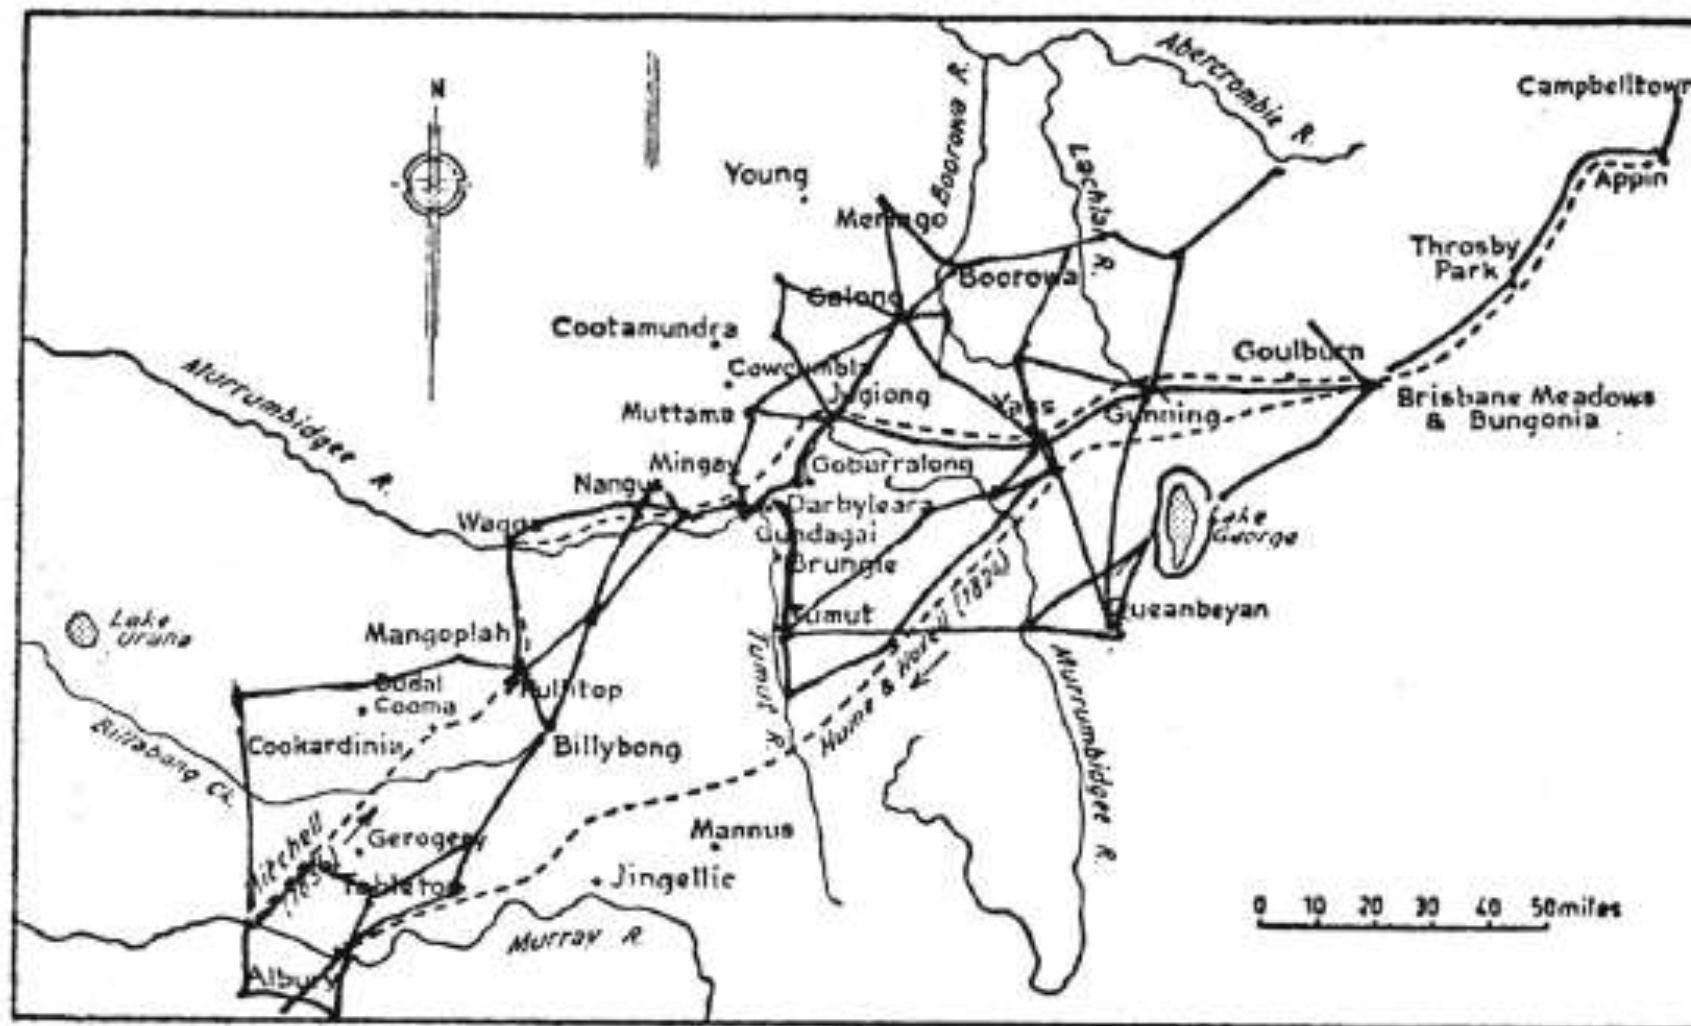 N
Abercrombie R.
Campbelltown
Boorowa R.
Lachlan R.
Appin
Young
Throsby
Park
Boorowa
Galong
Cootamundra
Goulburn
Murrumbidgee R.
Jugiong
Yass
Gunning
Brisbane Meadows
& Bungonia
Muttama
Mingay
Goburralong
Nangus
Darbyleara
Wagga
Gundagai
Lake
George
Brungle
Lake
Urana
Tumut
Queanbeyan
Mangoplah
Hume & Hovell (1824)
Tumut R.
Murrumbidgee R.
Pullitop
Cooma
Cookardinia
Billybong
Billabong Ck.
Mitchell
Gerogery
Mannus
Tabletop
Jingellic
Murray R.
Albury
0 10 20 30 40 50 miles